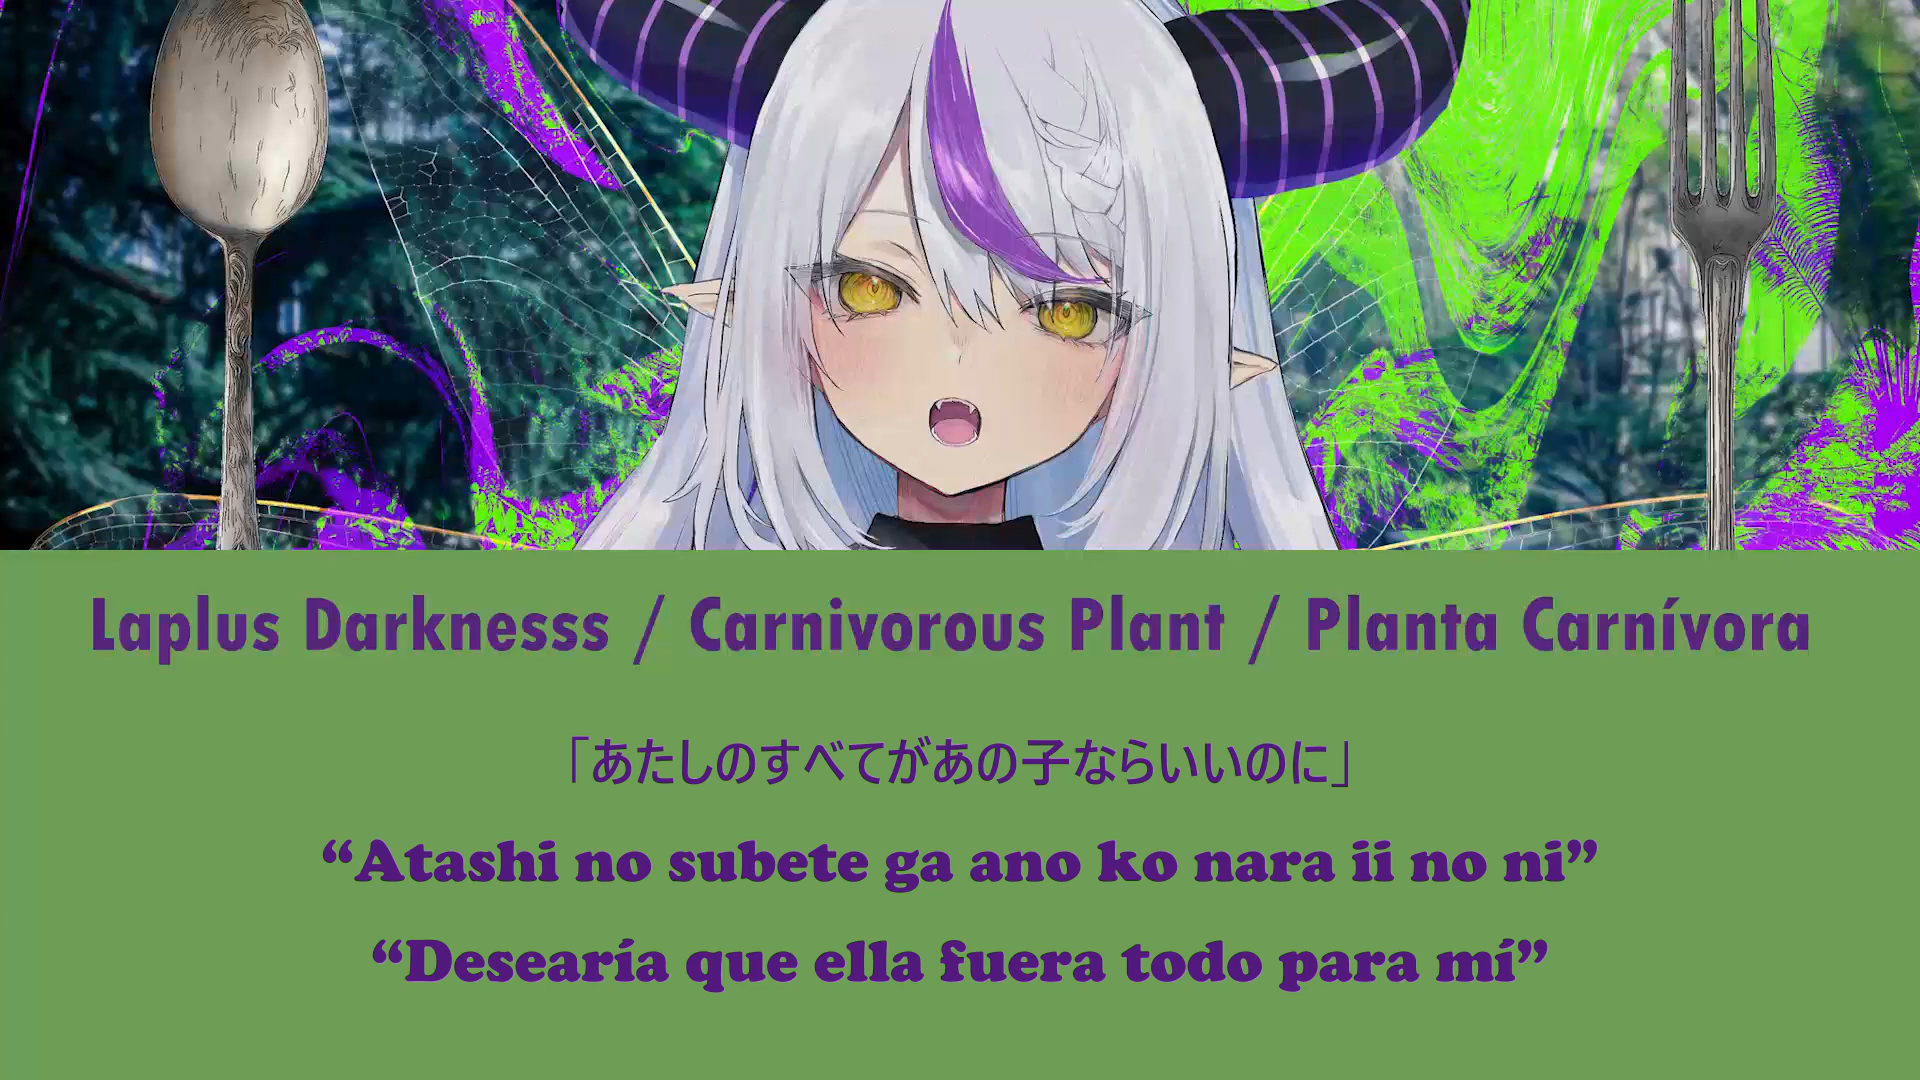 Laplus Darknesss / Carnivorous Plant / Planta Carnívora
「あたしのすべてがあの子ならいいのに」
“Atashi no subete ga ano ko nara ii no ni”
“Desearía que ella fuera todo para mí”